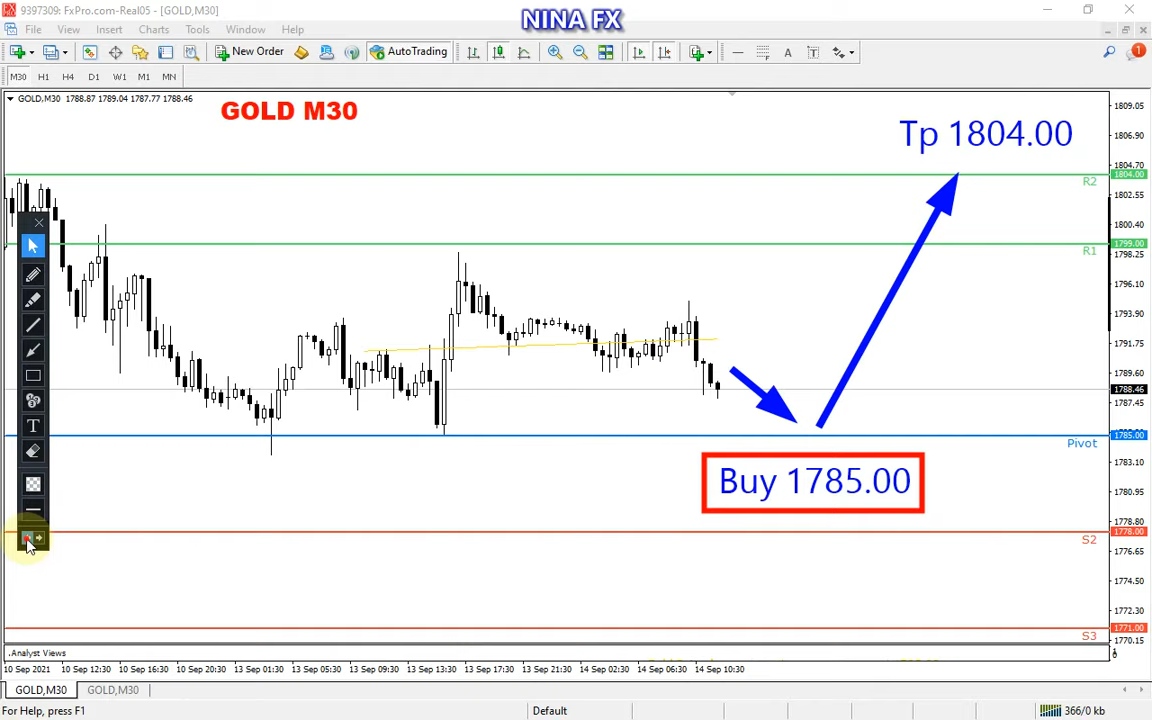 9397309: FxPro.com-Real05 - [GOLD,M30]
NINA FX
File View Insert Charts Tools Window Help
New Order AutoTrading A T 1
M30 H1 H4 D1 W1 M1 MN
GOLD,M30 1788.87 1789.04 1787.77 1788.46
GOLD M30
Tp 1804.00
1809.05
1806.90
1804.70
1804.00
R2
1802.55
1800.40
1799.00
R1
1798.25
1796.10
1793.90
1791.75
1789.60
1788.46
1787.45
1785.00
Pivot
Buy 1785.00
1783.10
1780.95
1778.80
1778.00
S2
1776.65
1774.50
1772.30
1771.00
S3
1770.15
T
Analyst Views
10 Sep 2021 10 Sep 12:30 10 Sep 16:30 10 Sep 20:30 13 Sep 01:30 13 Sep 05:30 13 Sep 09:30 13 Sep 13:30 13 Sep 17:30 13 Sep 21:30 14 Sep 02:30 14 Sep 06:30 14 Sep 10:30
GOLD,M30 GOLD,M30
For Help, press F1 Default 366/0 kb